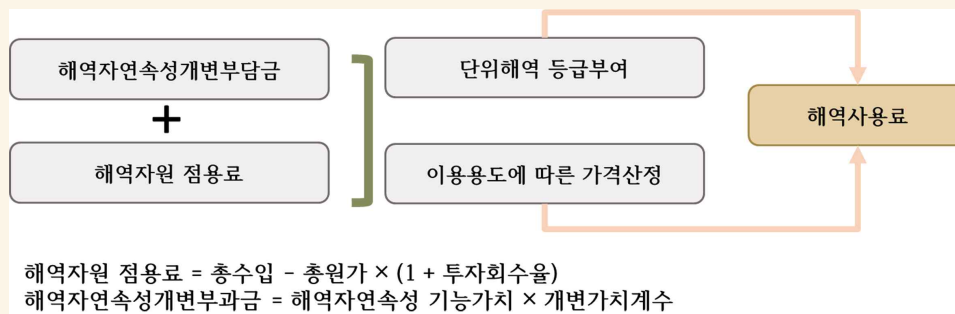 해역자연속성개변부담금
+
해역자원 점용료
단위해역 등급부여
이용용도에 따른 가격산정
해역사용료
해역자원 점용료 = 총수입 - 총원가 × (1 + 투자회수율)
해역자연속성개변부과금 = 해역자연속성 기능가치 × 개변가치계수